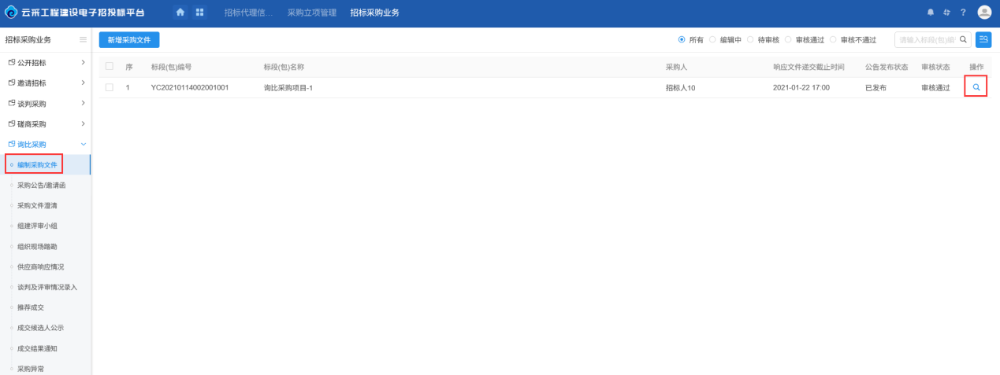 云采工程建设电子招投标平台 招标代理信... 采购立项管理 招标采购业务 ?
招标采购业务 新增采购文件 所有 编辑中 待审核 审核通过 审核不通过 请输入标段(包)编
公开招标 序 标段(包)编号 标段(包)名称 采购人 响应文件递交截止时间 公告发布状态 审核状态 操作
邀请招标 1 YC20210114002001001 询比采购项目-1 招标人10 2021-01-22 17:00 已发布 审核通过
谈判采购
磋商采购
询比采购
编制采购文件
采购公告/邀请函
采购文件澄清
组建评审小组
组织现场踏勘
供应商响应情况
谈判及评审情况录入
推荐成交
成交候选人公示
成交结果通知
采购异常